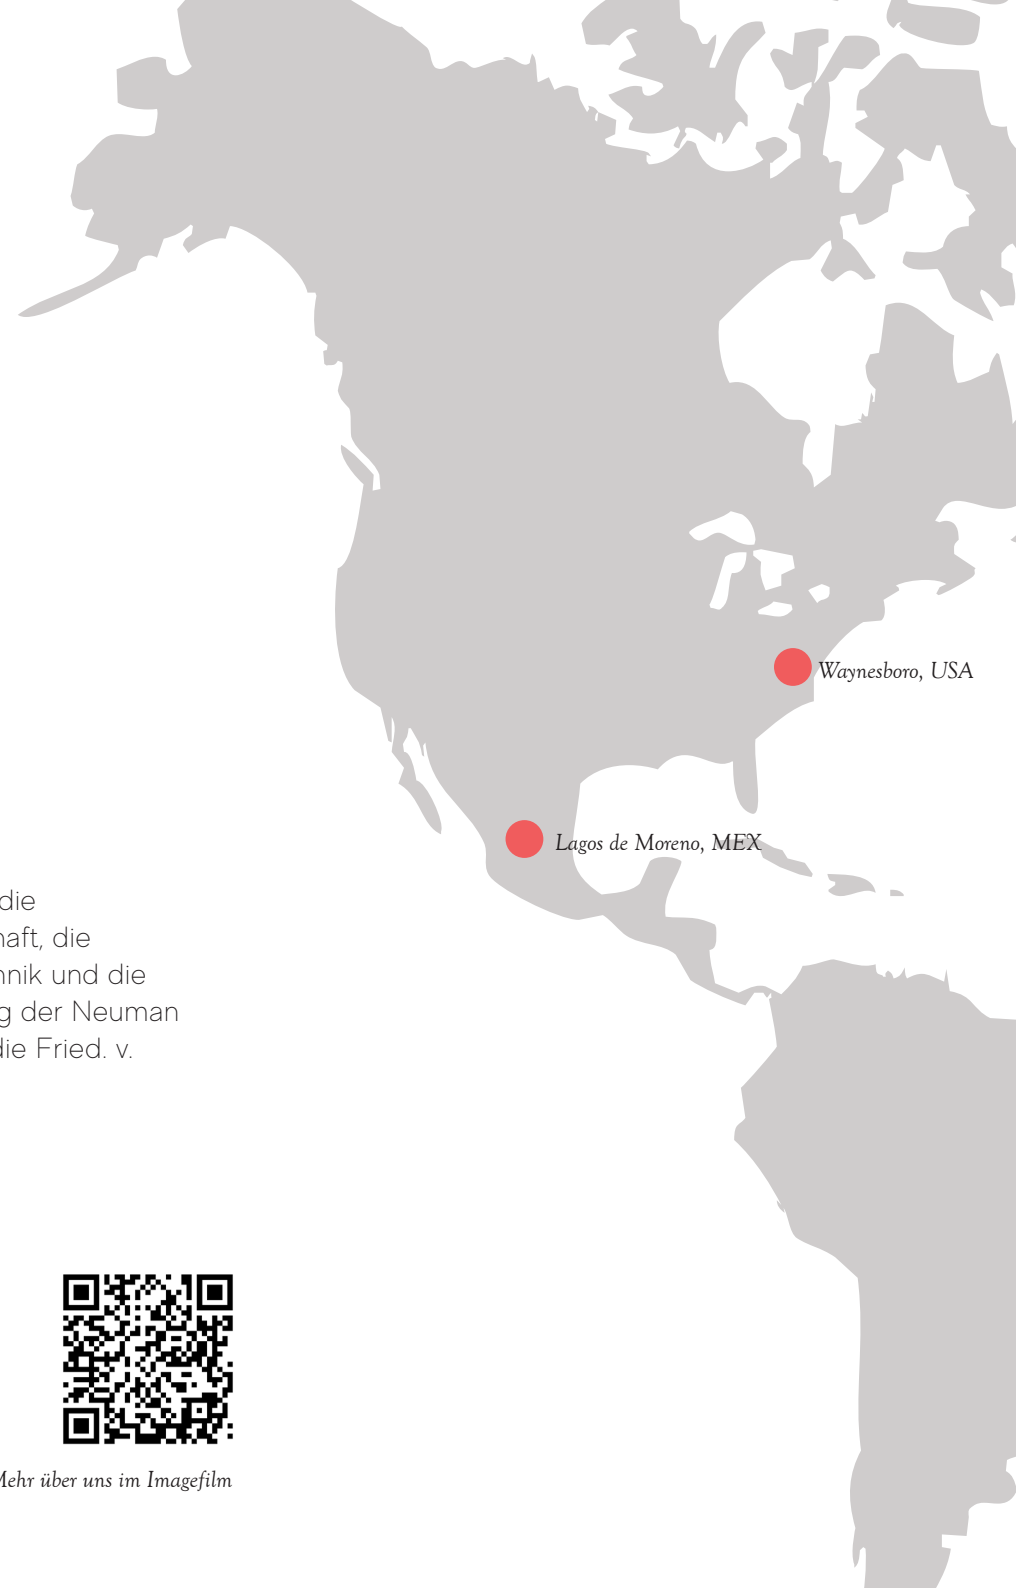 Waynesboro, USA
Lagos de Moreno, MEX
die
haft, die
hnik und die
g der Neuman
die Fried. v.
Mehr über uns im Imagefilm